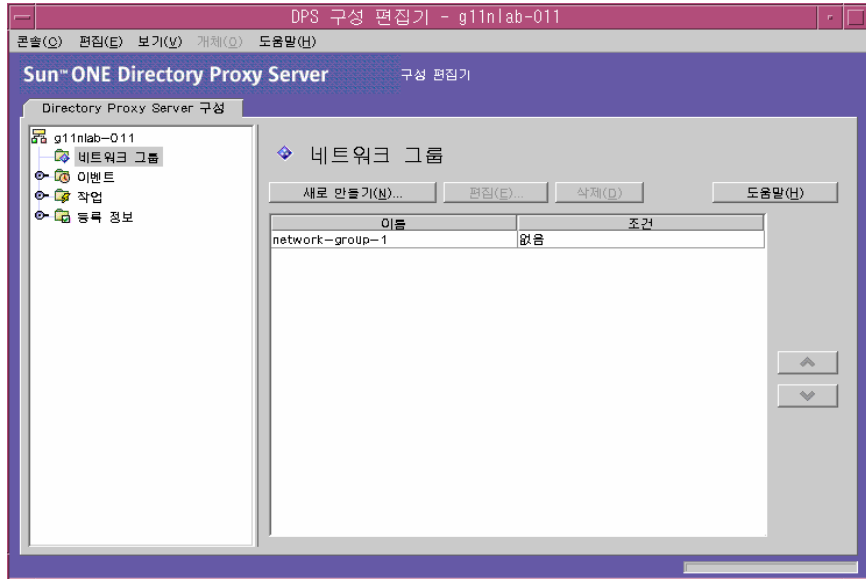 DPS 구성 편집기 - g11nlab-011
콘솔(O) 편집(E) 보기(V) 개체(O) 도움말(H)
Sun™ ONE Directory Proxy Server 구성 편집기
Directory Proxy Server 구성
g11nlab-011
네트워크 그룹
이벤트
작업
등록 정보
네트워크 그룹
새로 만들기(N)... 편집(E)... 삭제(D) 도움말(H)
이름 조건
network-group-1 없음